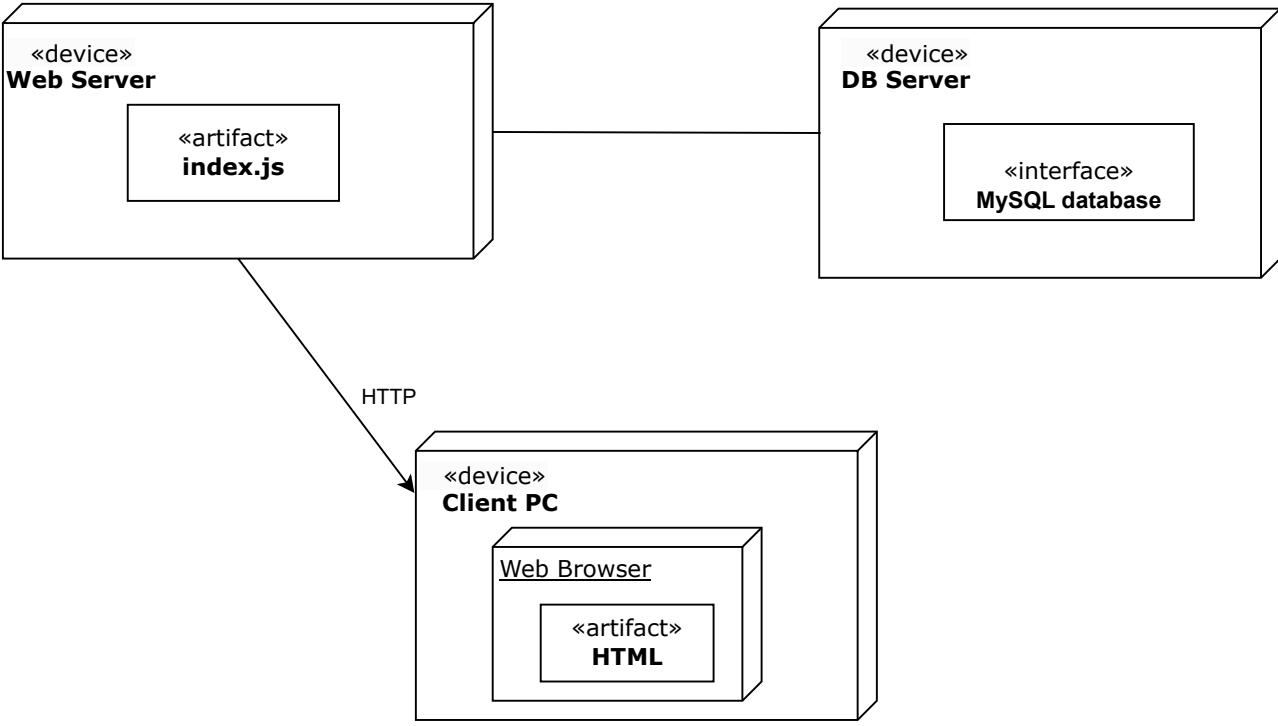 «device»
Web Server
«artifact»
index.js
«device»
DB Server
«interface»
MySQL database
HTTP
«device»
Client PC
Web Browser
«artifact»
HTML